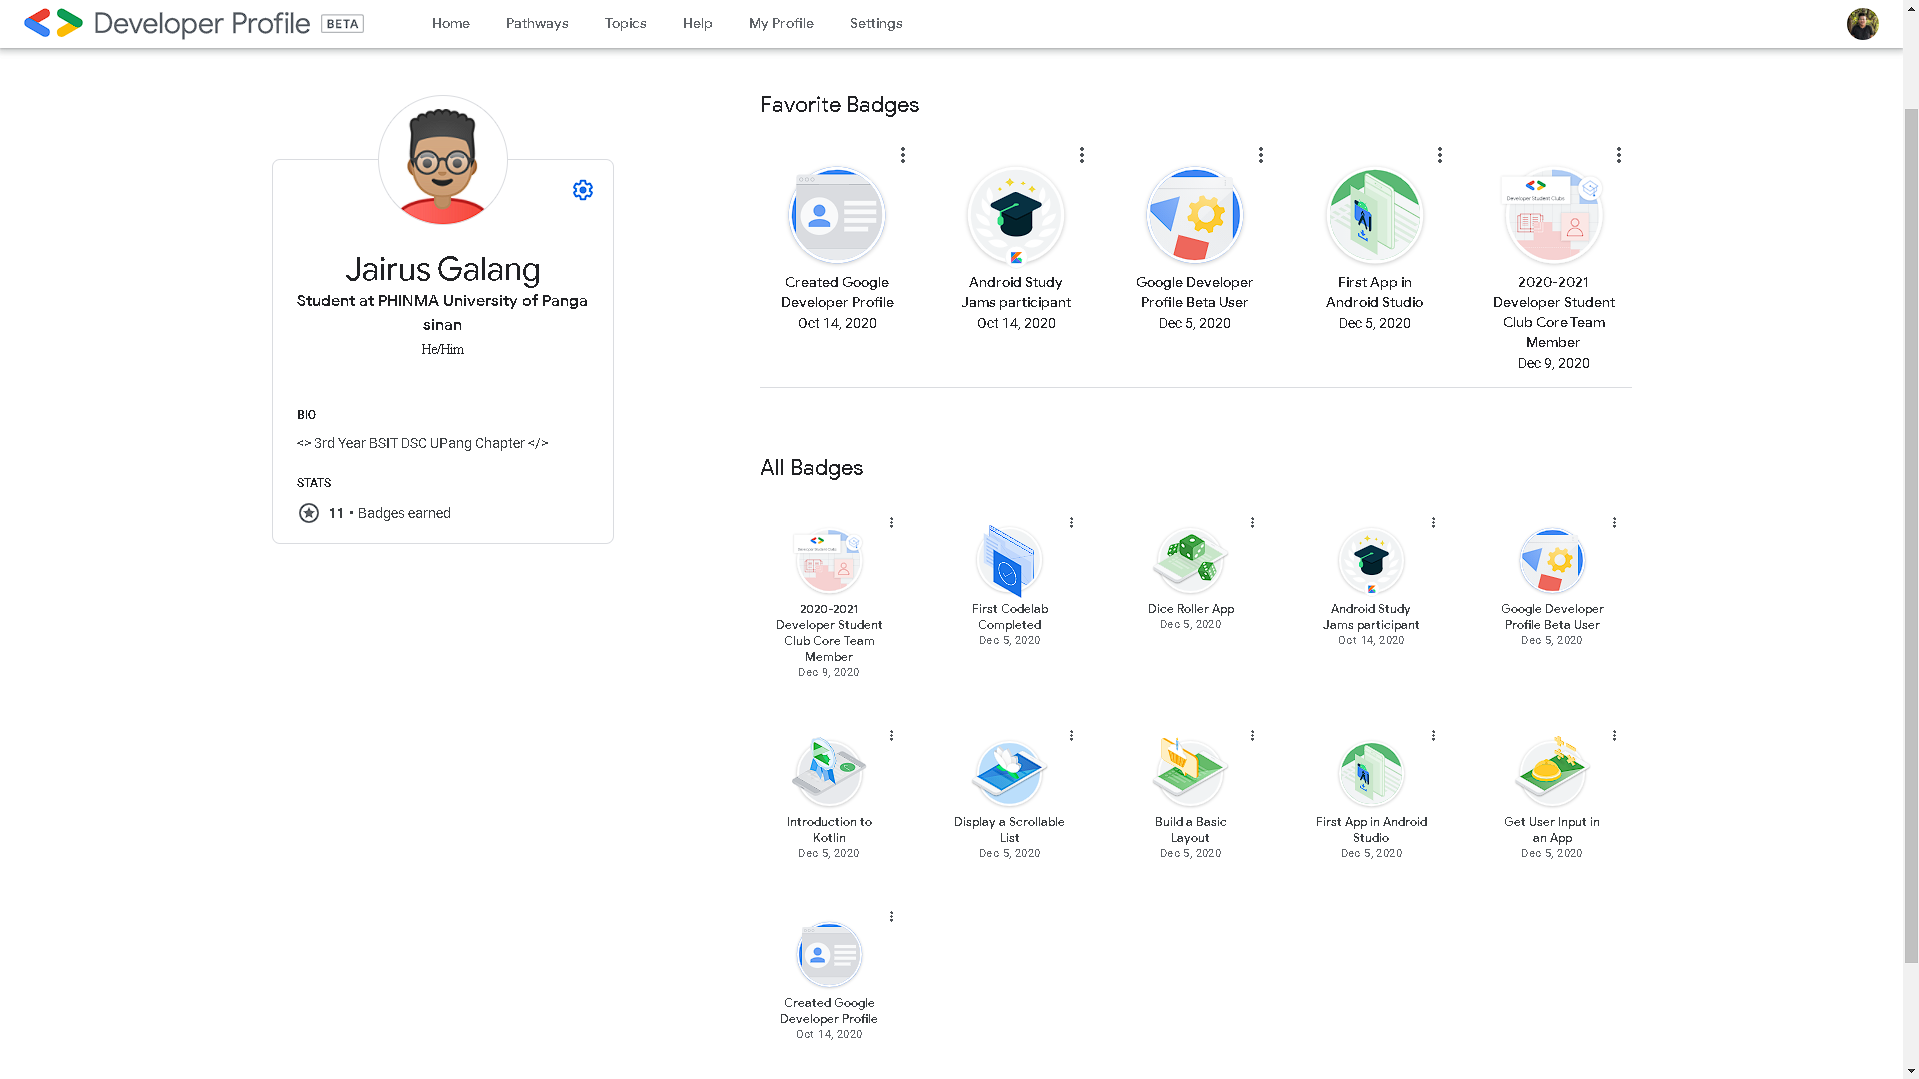 Developer Profile BETA
Home Pathways Topics Help My Profile Settings
Jairus Galang
Student at PHINMA University of Panga
sinan
He/Him
BIO
<> 3rd Year BSIT DSC UPang Chapter </>
STATS
11 • Badges earned
Favorite Badges
Created Google
Developer Profile
Oct 14, 2020
Android Study
Jams participant
Oct 14, 2020
Google Developer
Profile Beta User
Dec 5, 2020
First App in
Android Studio
Dec 5, 2020
Developer Student Clubs
2020-2021
Developer Student
Club Core Team
Member
Dec 9, 2020
All Badges
Developer Student Clubs
2020-2021
Developer Student
Club Core Team
Member
Dec 9, 2020
First Codelab
Completed
Dec 5, 2020
Dice Roller App
Dec 5, 2020
Android Study
Jams participant
Oct 14, 2020
Google Developer
Profile Beta User
Dec 5, 2020
Introduction to
Kotlin
Dec 5, 2020
Display a Scrollable
List
Dec 5, 2020
Build a Basic
Layout
Dec 5, 2020
First App in Android
Studio
Dec 5, 2020
Get User Input in
an App
Dec 5, 2020
Created Google
Developer Profile
Oct 14, 2020